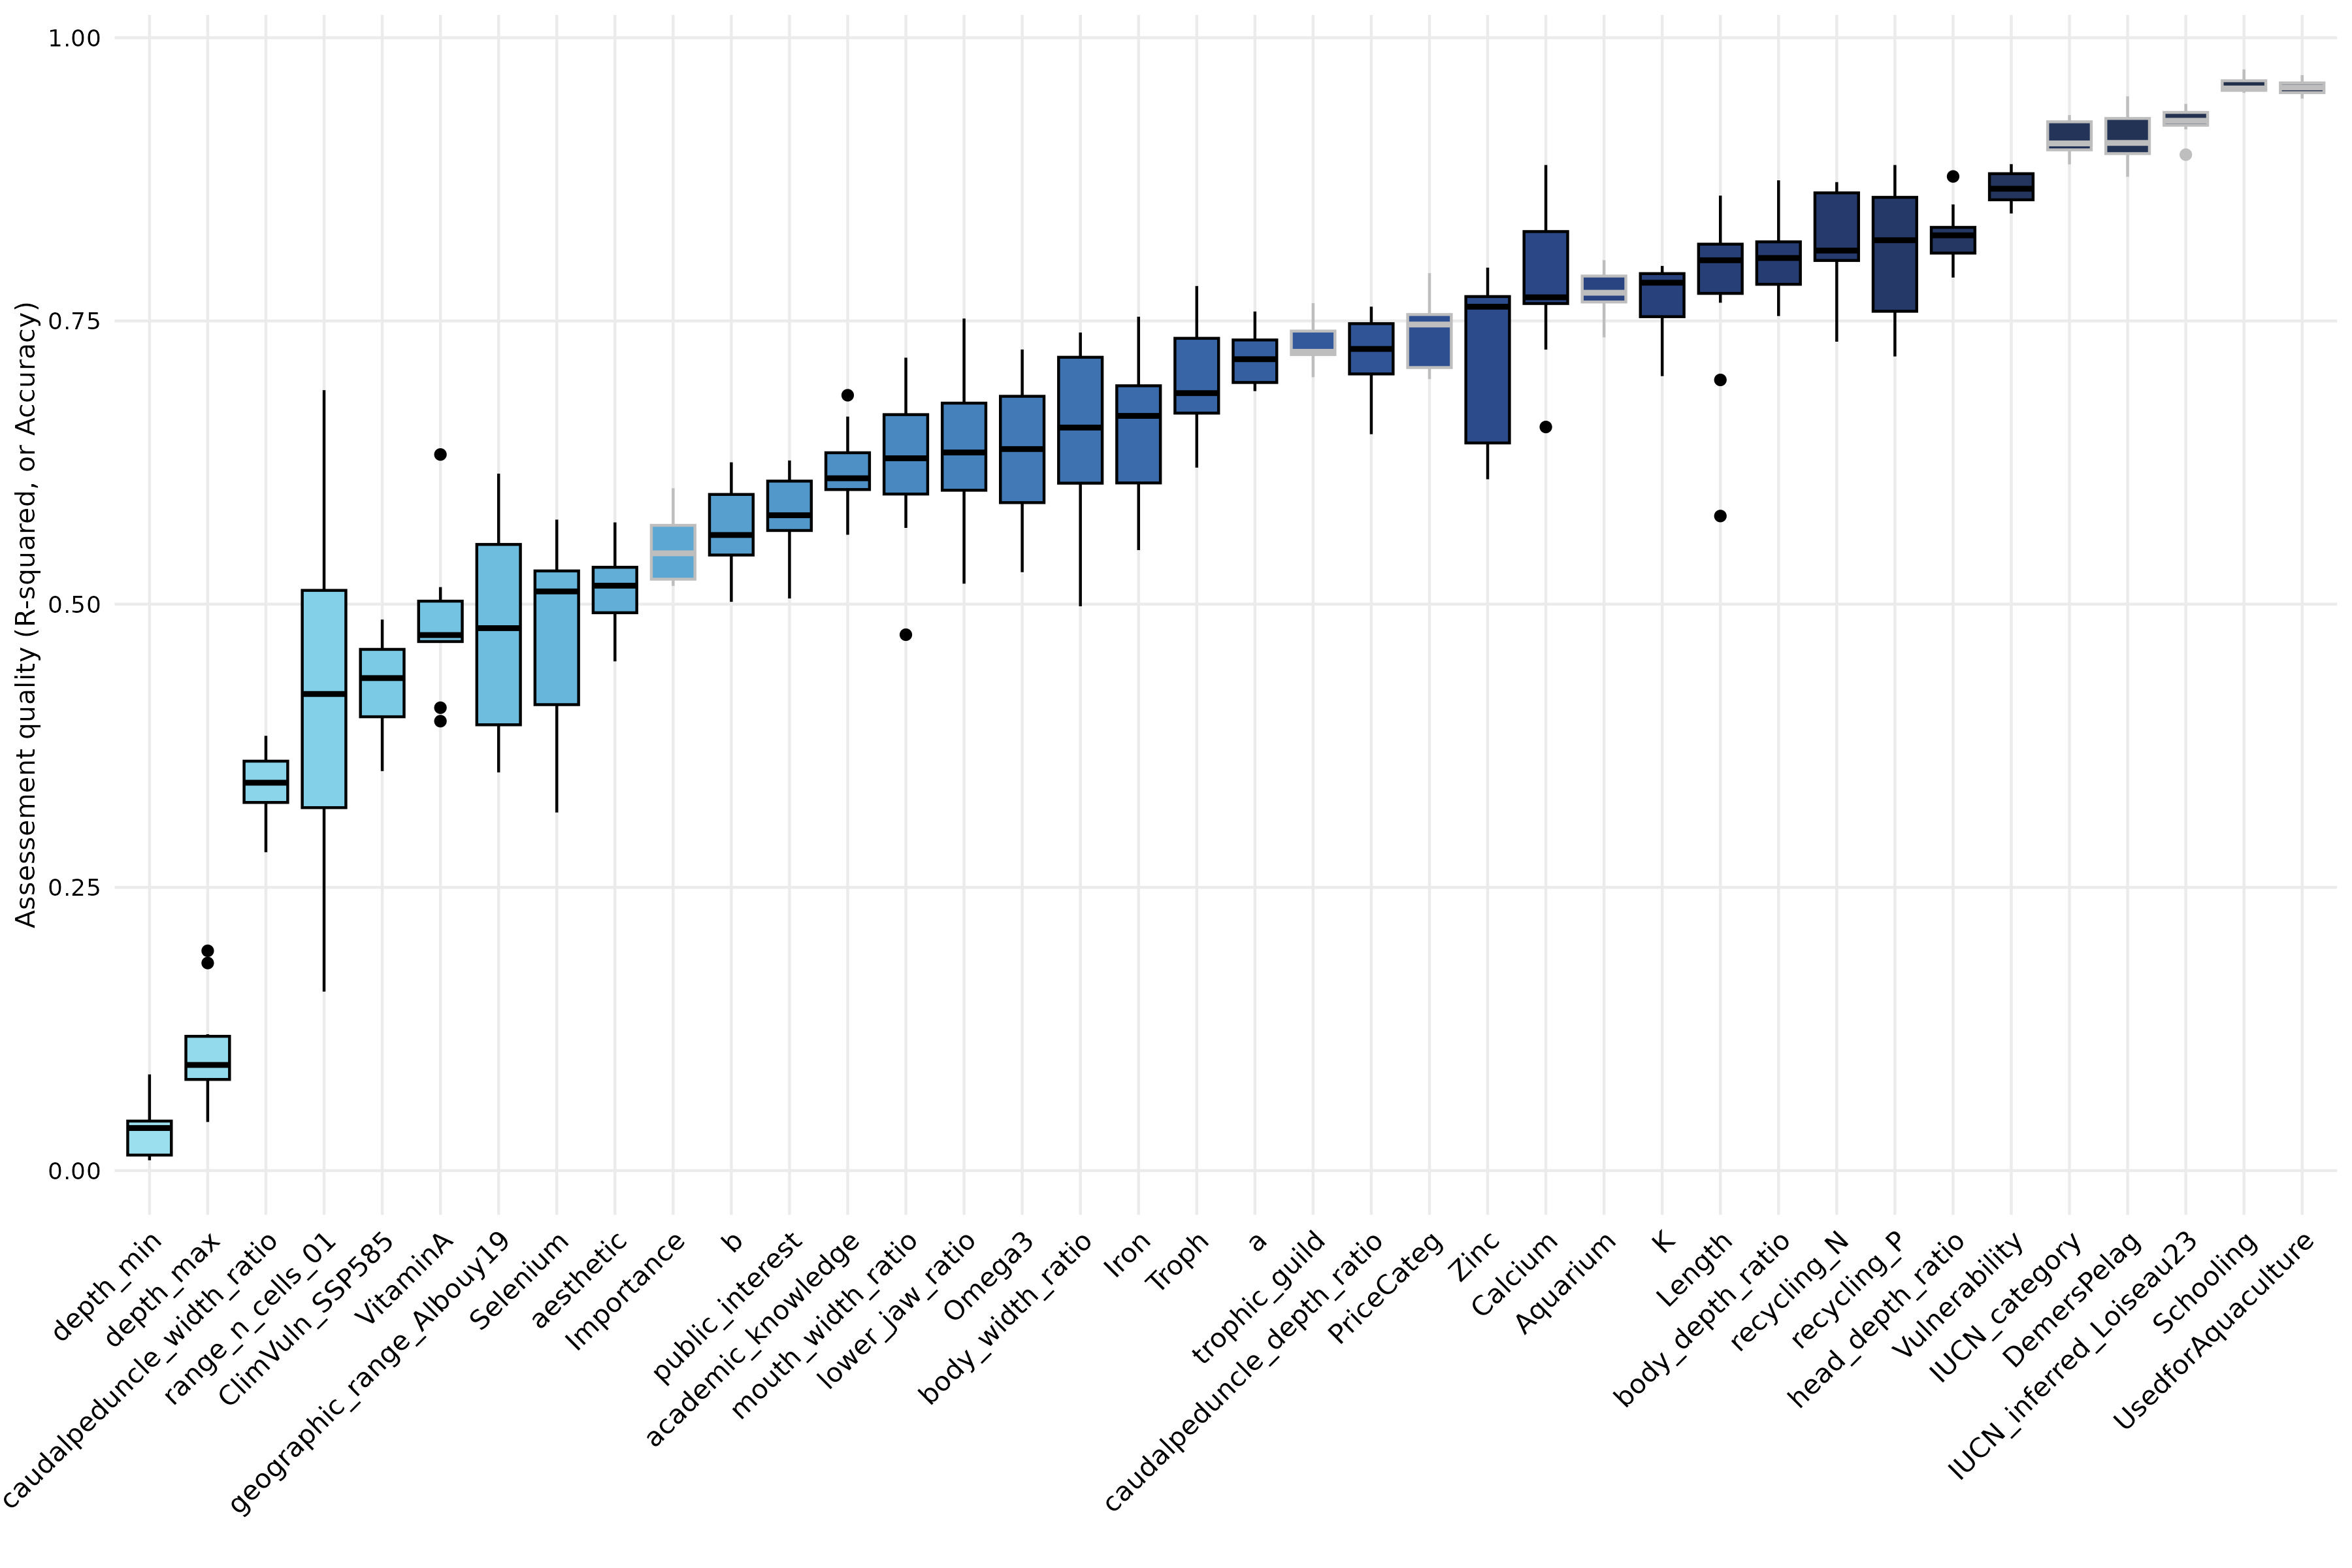 Assessement quality (R-squared, or Accuracy)
1.00
0.75
0.50
0.25
0.00
depth_min
depth_max
caudalpeduncle_width_ratio
range_n_cells_01
ClimVuln_SSP585
VitaminA
geographic_range_Albouy19
Selenium
aesthetic
Importance
b
public_interest
academic_knowledge
mouth_width_ratio
lower_jaw_ratio
Omega3
body_width_ratio
Iron
Troph
a
trophic_guild
caudalpeduncle_depth_ratio
PriceCateg
Zinc
Calcium
Aquarium
K
Length
body_depth_ratio
recycling_N
recycling_P
head_depth_ratio
Vulnerability
IUCN_category
DemersPelag
IUCN_inferred_Loiseau23
Schooling
UsedforAquaculture